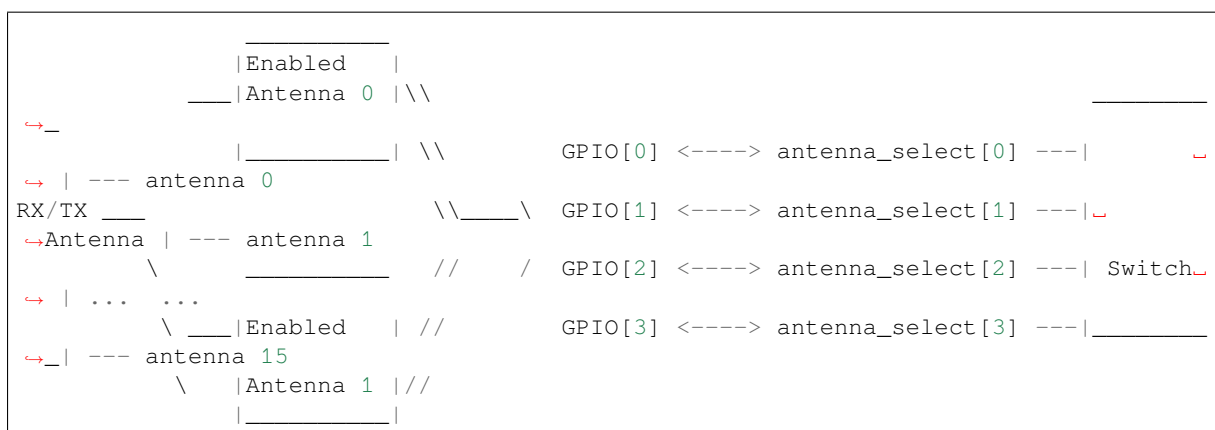 __________
              |Enabled   |
           ___|Antenna 0 |\\                                         ________
↪_
              |__________| \\        GPIO[0] <----> antenna_select[0] ---|       ␣
↪ | --- antenna 0
RX/TX ___                   \\____\  GPIO[1] <----> antenna_select[1] ---|␣
↪Antenna | --- antenna 1
        \      __________   //    /  GPIO[2] <----> antenna_select[2] ---| Switch␣
↪ | ...  ...
         \ ___|Enabled   | //        GPIO[3] <----> antenna_select[3] ---|________
↪_| --- antenna 15
          \   |Antenna 1 |//
              |__________|